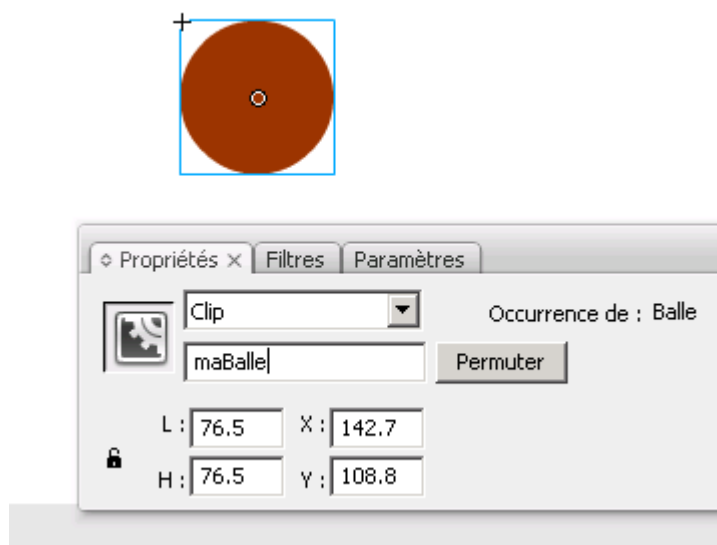 Propriétés × Filtres Paramètres
Clip Occurrence de : Balle
maBalle Permuter
L : 76.5 X : 142.7
H : 76.5 Y : 108.8